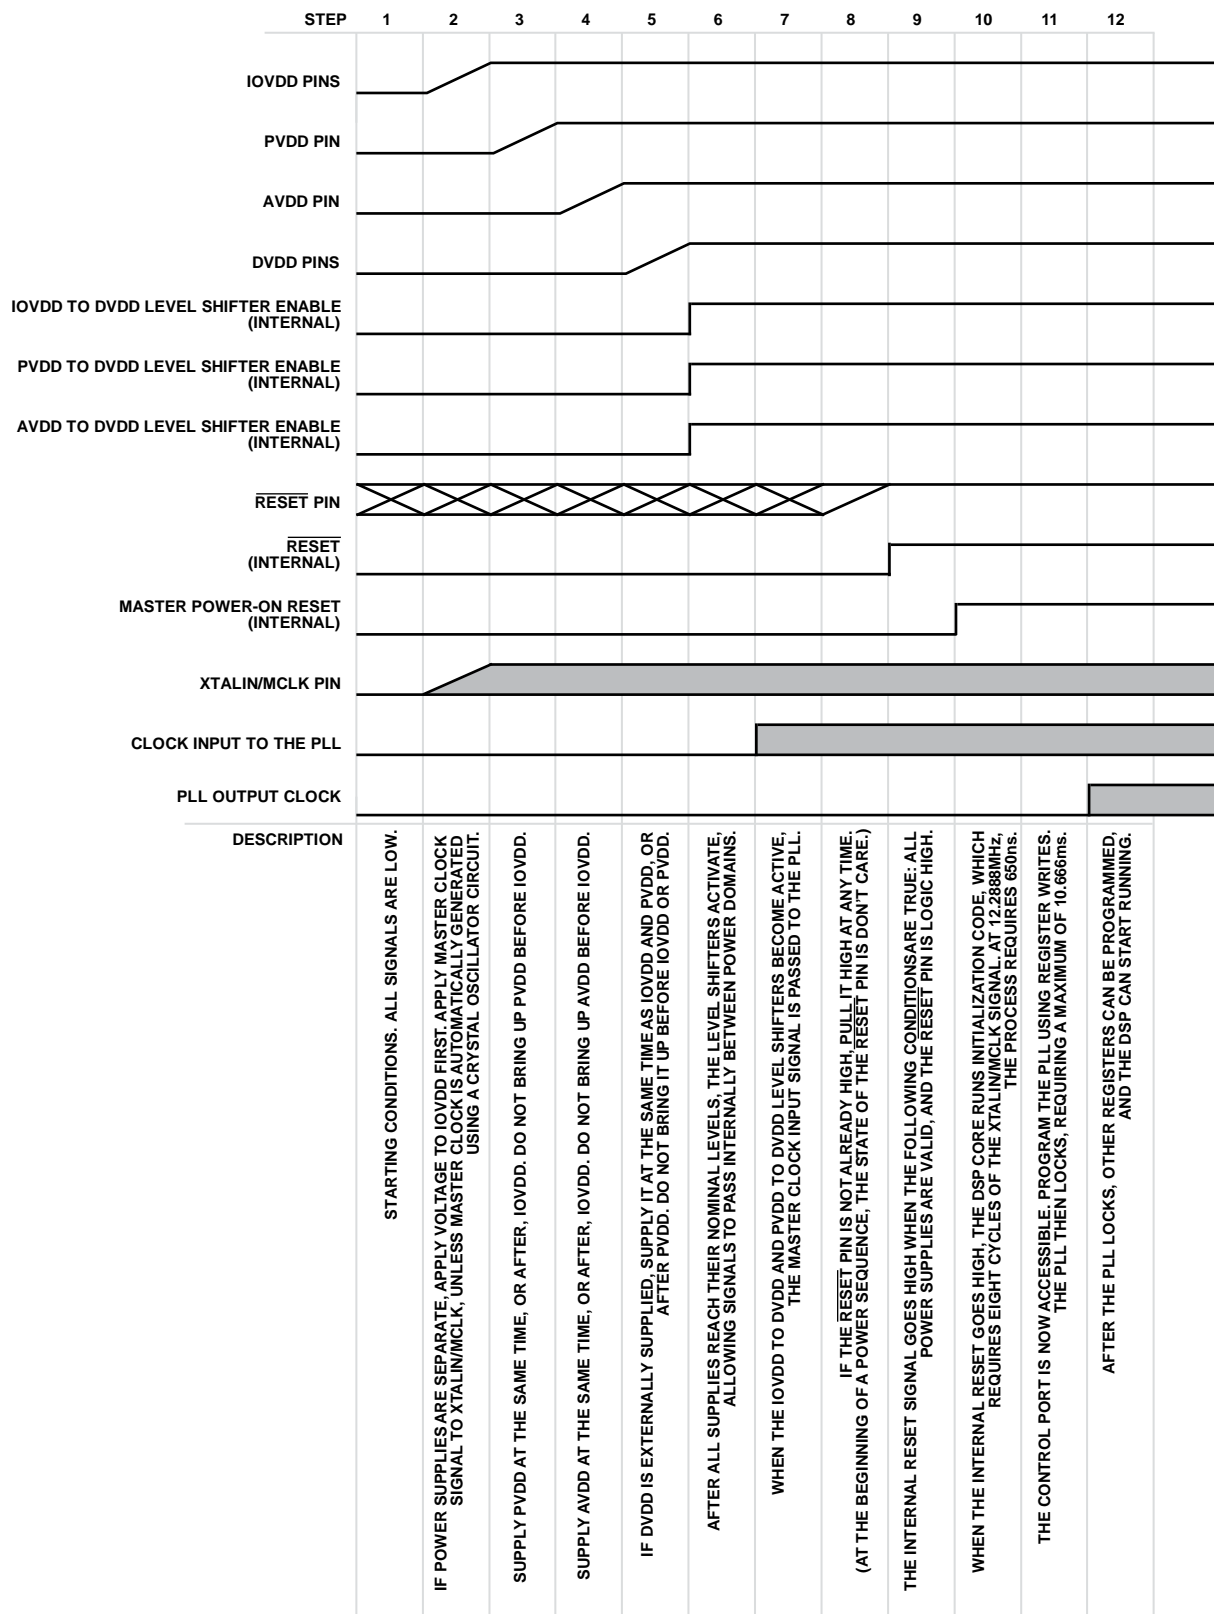 STEP 1 2 3 4 5 6 7 8 9 10 11 12
IOVDD PINS
PVDD PIN
AVDD PIN
DVDD PINS
IOVDD TO DVDD LEVEL SHIFTER ENABLE
(INTERNAL)
PVDD TO DVDD LEVEL SHIFTER ENABLE
(INTERNAL)
AVDD TO DVDD LEVEL SHIFTER ENABLE
(INTERNAL)
RESET PIN
RESET
(INTERNAL)
MASTER POWER-ON RESET
(INTERNAL)
XTALIN/MCLK PIN
CLOCK INPUT TO THE PLL
PLL OUTPUT CLOCK
DESCRIPTION
STARTING CONDITIONS. ALL SIGNALS ARE LOW.
IF POWER SUPPLIES ARE SEPARATE, APPLY VOLTAGE TO IOVDD FIRST. APPLY MASTER CLOCK
SIGNAL TO XTALIN/MCLK, UNLESS MASTER CLOCK IS AUTOMATICALLY GENERATED
USING A CRYSTAL OSCILLATOR CIRCUIT.
SUPPLY PVDD AT THE SAME TIME, OR AFTER, IOVDD. DO NOT BRING UP PVDD BEFORE IOVDD.
SUPPLY AVDD AT THE SAME TIME, OR AFTER, IOVDD. DO NOT BRING UP AVDD BEFORE IOVDD.
IF DVDD IS EXTERNALLY SUPPLIED, SUPPLY IT AT THE SAME TIME AS IOVDD AND PVDD, OR
AFTER PVDD. DO NOT BRING IT UP BEFORE IOVDD OR PVDD.
AFTER ALL SUPPLIES REACH THEIR NOMINAL LEVELS, THE LEVEL SHIFTERS ACTIVATE,
ALLOWING SIGNALS TO PASS INTERNALLY BETWEEN POWER DOMAINS.
WHEN THE IOVDD TO DVDD AND PVDD TO DVDD LEVEL SHIFTERS BECOME ACTIVE,
THE MASTER CLOCK INPUT SIGNAL IS PASSED TO THE PLL.
IF THE RESET PIN IS NOT ALREADY HIGH, PULL IT HIGH AT ANY TIME.
(AT THE BEGINNING OF A POWER SEQUENCE, THE STATE OF THE RESET PIN IS DON'T CARE.)
THE INTERNAL RESET SIGNAL GOES HIGH WHEN THE FOLLOWING CONDITIONSARE TRUE: ALL
POWER SUPPLIES ARE VALID, AND THE RESET PIN IS LOGIC HIGH.
WHEN THE INTERNAL RESET GOES HIGH, THE DSP CORE RUNS INITIALIZATION CODE, WHICH
REQUIRES EIGHT CYCLES OF THE XTALIN/MCLK SIGNAL. AT 12.2888MHz,
THE PROCESS REQUIRES 650ns.
THE CONTROL PORT IS NOW ACCESSIBLE. PROGRAM THE PLL USING REGISTER WRITES.
THE PLL THEN LOCKS, REQUIRING A MAXIMUM OF 10.666ms.
AFTER THE PLL LOCKS, OTHER REGISTERS CAN BE PROGRAMMED,
AND THE DSP CAN START RUNNING.